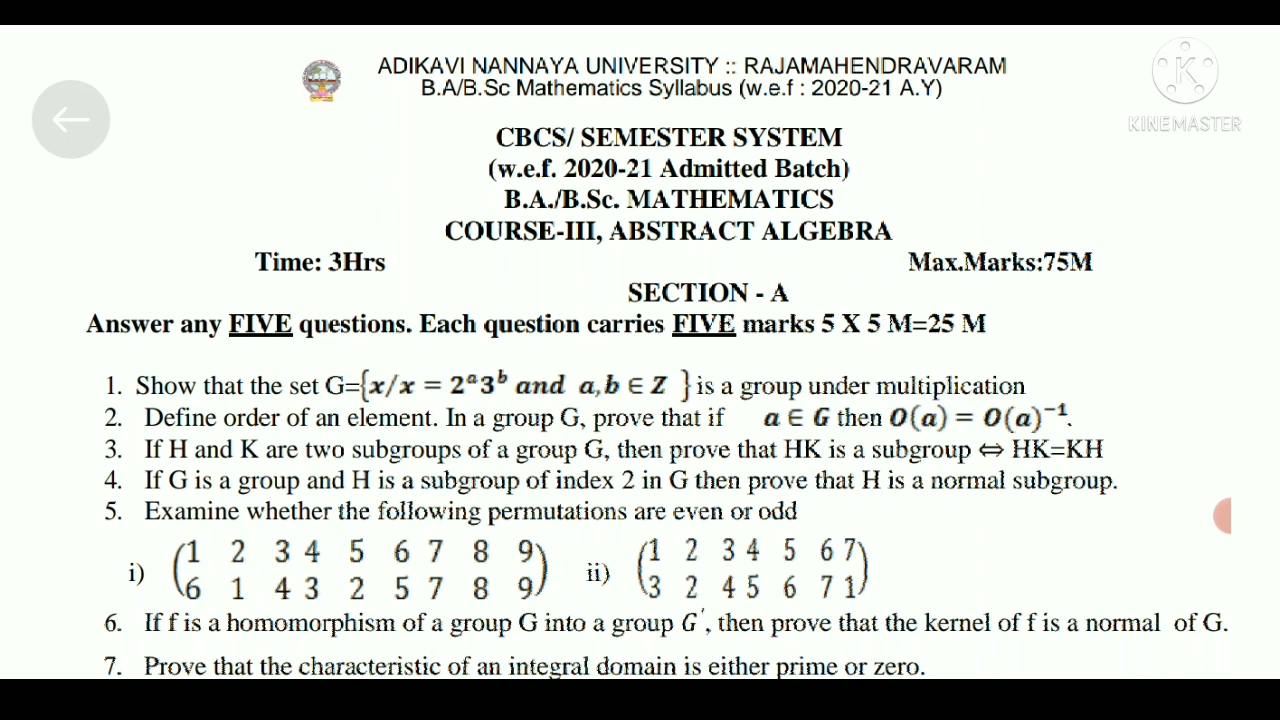 ADIKAVI NANNAYA UNIVERSITY :: RAJAMAHENDRAVARAM
B.A/B.Sc Mathematics Syllabus (w.e.f : 2020-21 A.Y)
K
KINEMASTER
CBCS/ SEMESTER SYSTEM
(w.e.f. 2020-21 Admitted Batch)
B.A./B.Sc. MATHEMATICS
COURSE-III, ABSTRACT ALGEBRA
Time: 3Hrs Max.Marks:75M
SECTION - A
Answer any FIVE questions. Each question carries FIVE marks 5 X 5 M=25 M
1. Show that the set G={x/x = 2ᵃ3ᵇ and a,b ∈ Z } is a group under multiplication
2. Define order of an element. In a group G, prove that if a ∈ G then O(a) = O(a)⁻¹.
3. If H and K are two subgroups of a group G, then prove that HK is a subgroup ⇔ HK=KH
4. If G is a group and H is a subgroup of index 2 in G then prove that H is a normal subgroup.
5. Examine whether the following permutations are even or odd
i) (1 2 3 4 5 6 7 8 9 ii) (1 2 3 4 5 6 7
6 1 4 3 2 5 7 8 9) 3 2 4 5 6 7 1)
6. If f is a homomorphism of a group G into a group G′, then prove that the kernel of f is a normal of G.
7. Prove that the characteristic of an integral domain is either prime or zero.